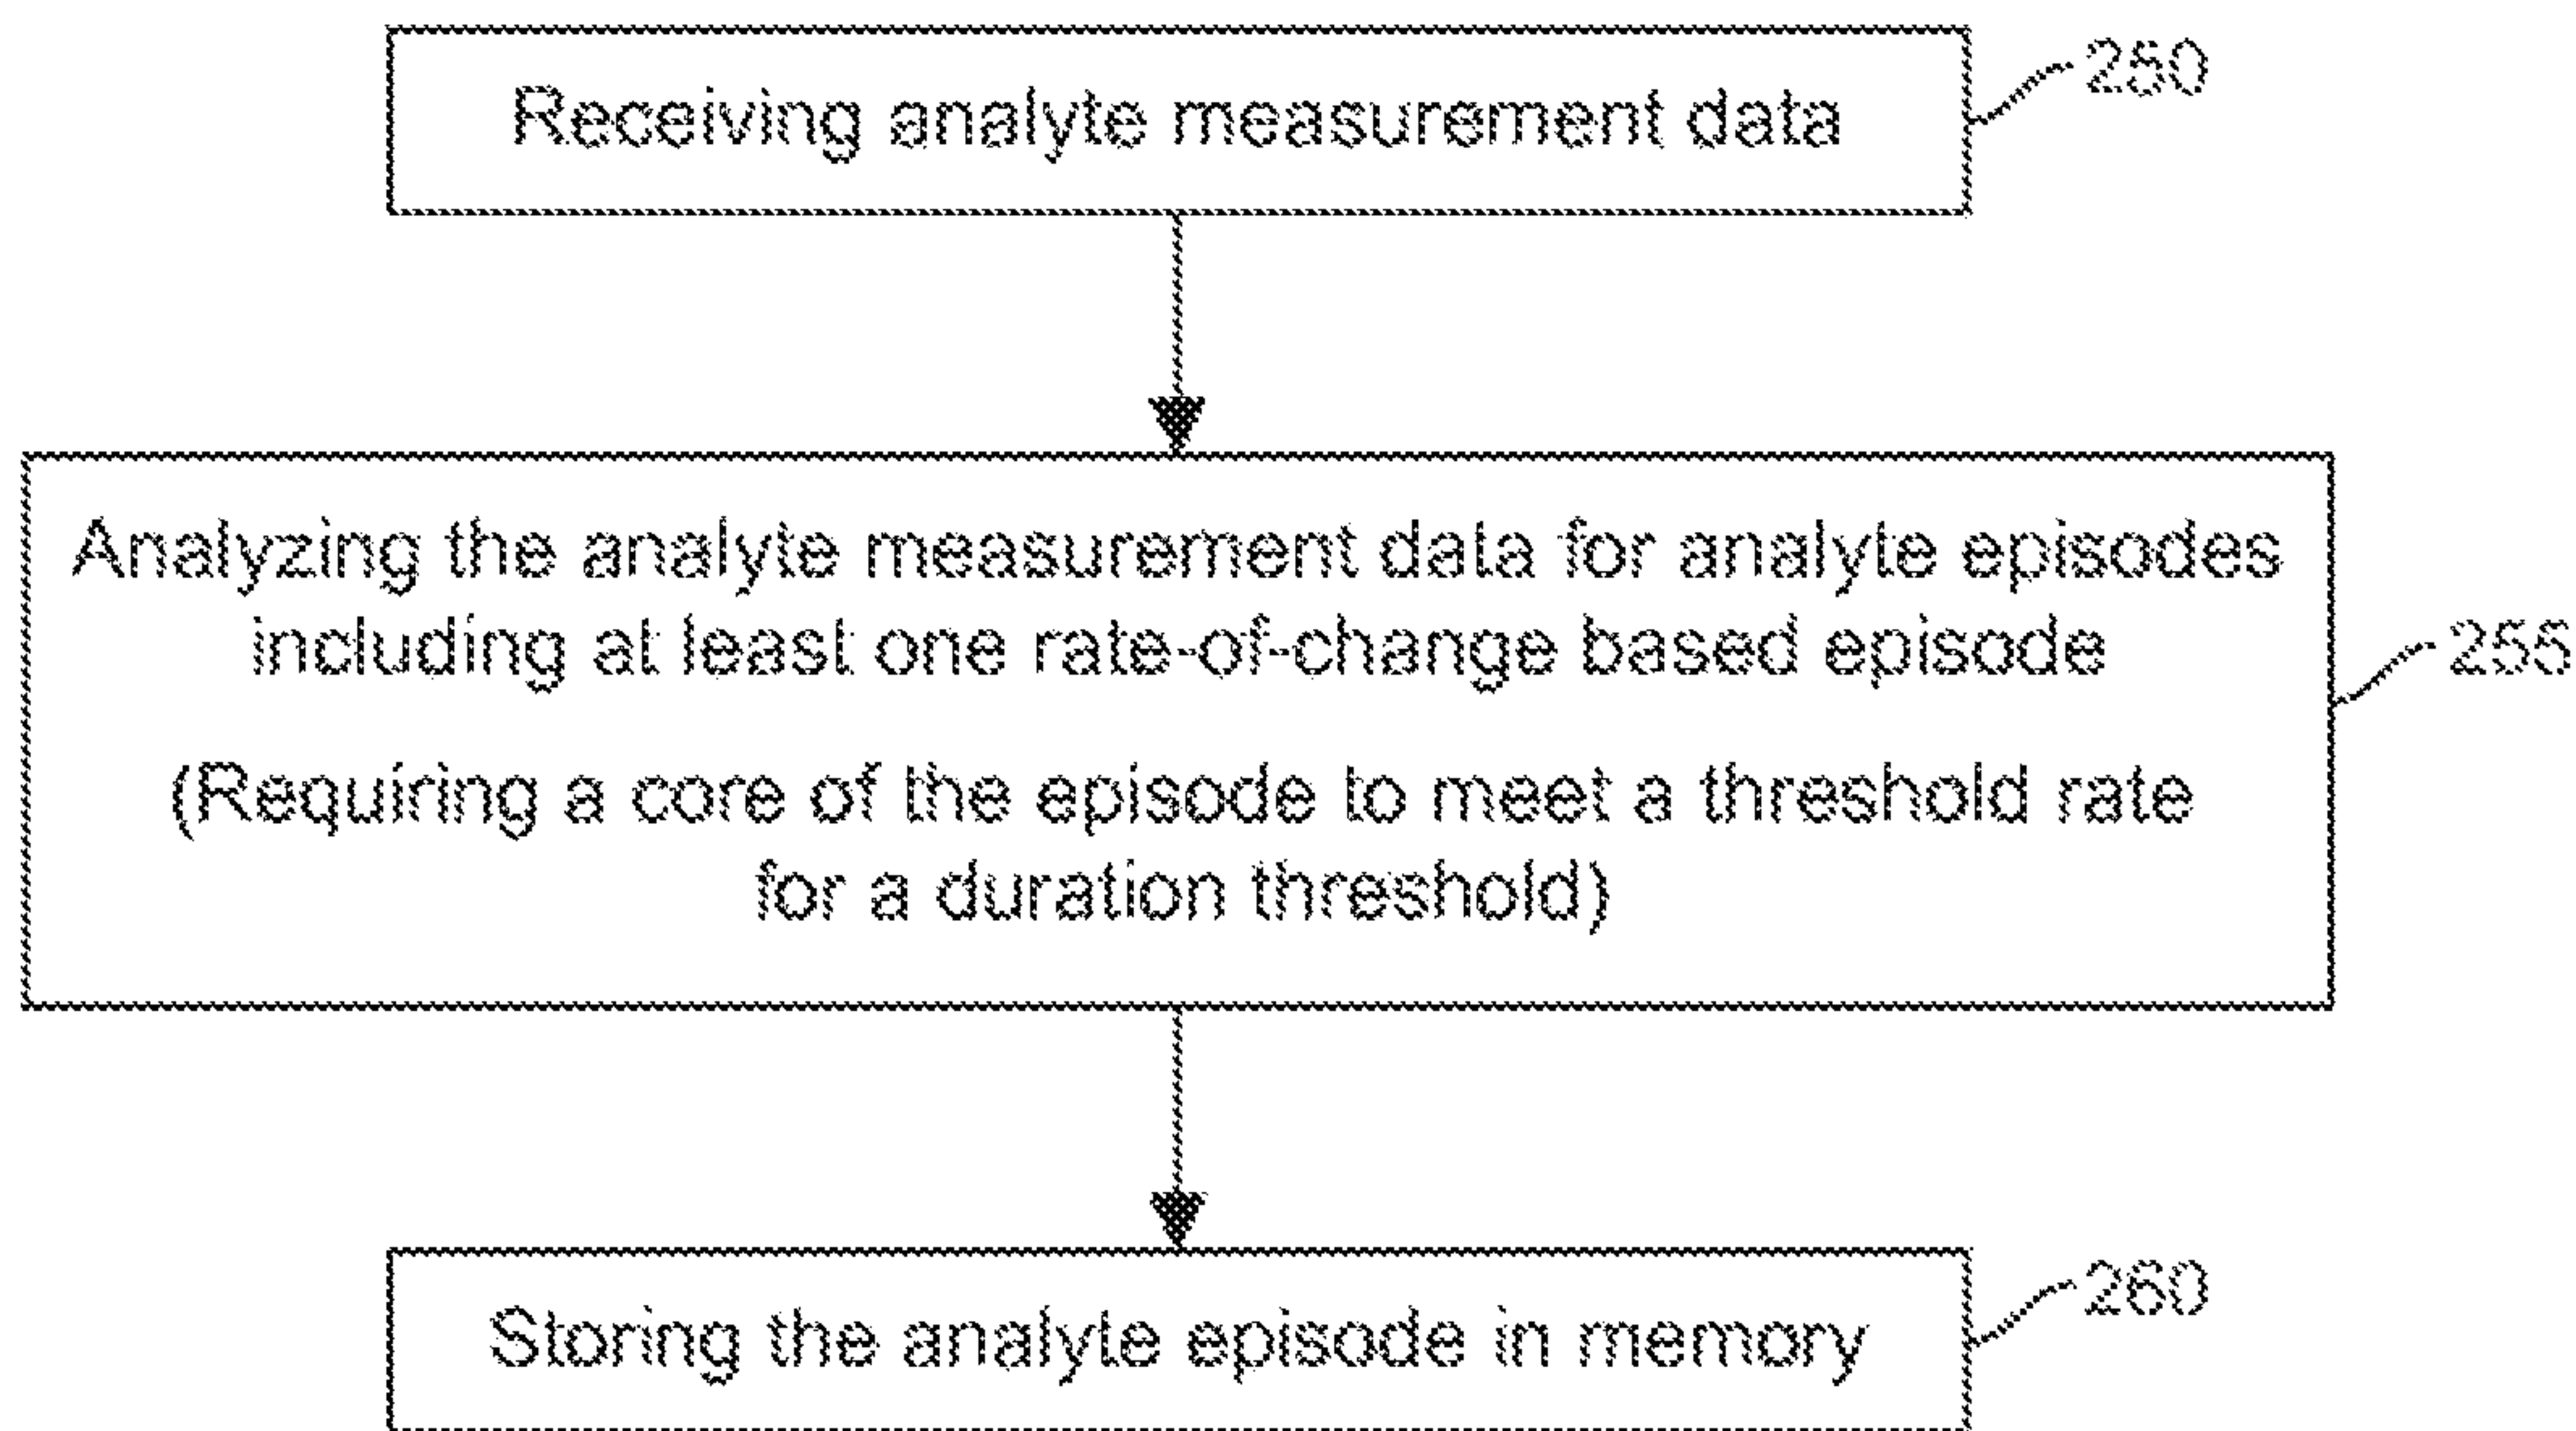 Receiving analyte measurement data
250
Analyzing the analyte measurement data for analyte episodes
including at least one rate-of-change based episode
255
(Requiring a core of the episode to meet a threshold rate
for a duration threshold)
Storing the analyte episode in memory
260